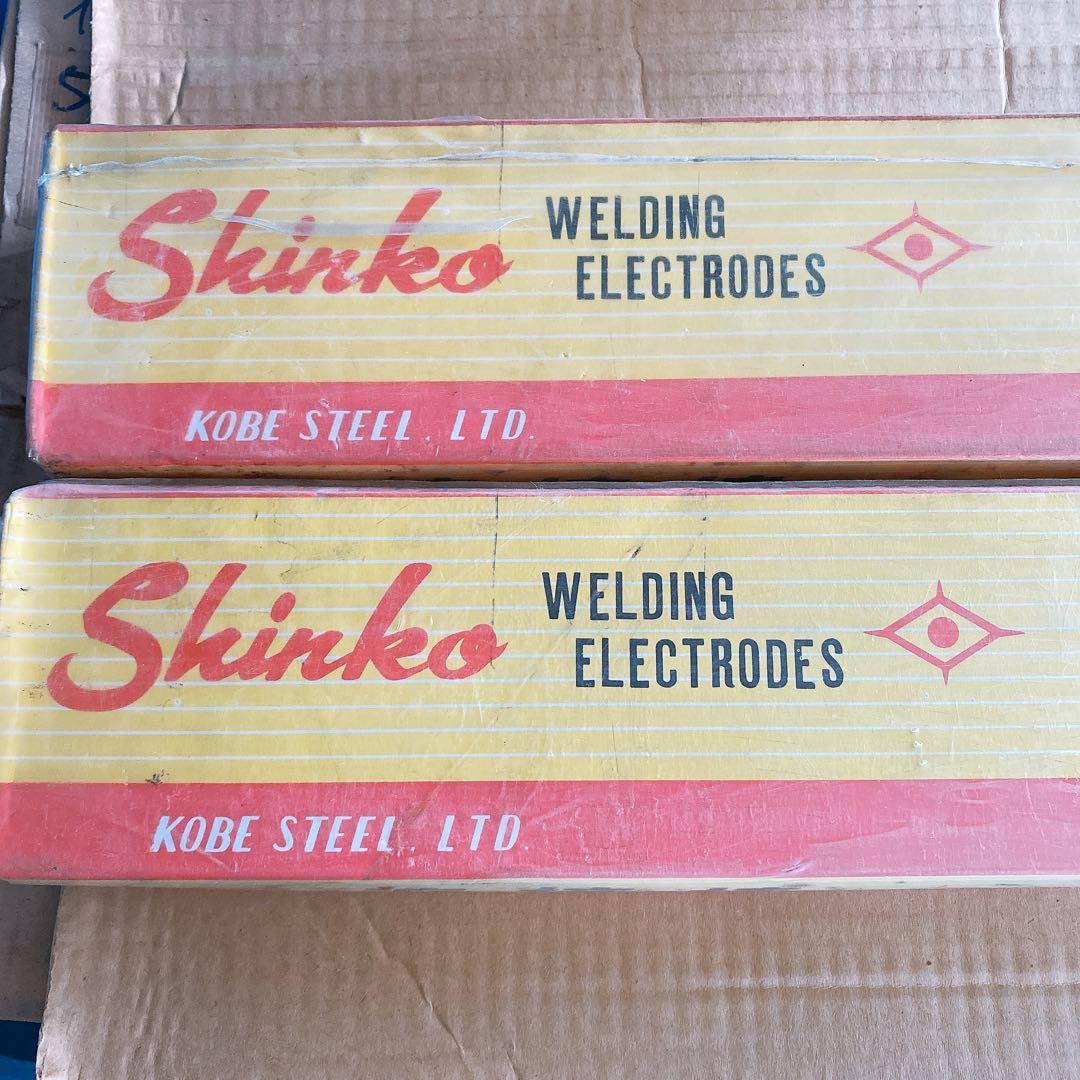 Shinko
WELDING
ELECTRODES
KOBE STEEL, LTD.
Shinko
WELDING
ELECTRODES
KOBE STEEL, LTD.